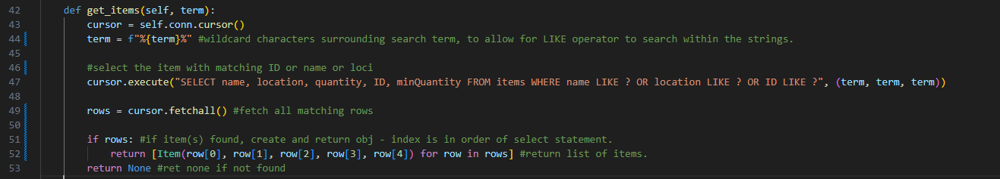 42 def get_items(self, term):
43 cursor = self.conn.cursor()
44 term = f"%{term}%" #wildcard characters surrounding search term, to allow for LIKE operator to search within the strings.
45
46 #select the item with matching ID or name or loci
47 cursor.execute("SELECT name, location, quantity, ID, minQuantity FROM items WHERE name LIKE ? OR location LIKE ? OR ID LIKE ?", (term, term, term))
48
49 rows = cursor.fetchall() #fetch all matching rows
50
51 if rows: #if item(s) found, create and return obj - index is in order of select statement.
52 return [Item(row[0], row[1], row[2], row[3], row[4]) for row in rows] #return list of items.
53 return None #ret none if not found